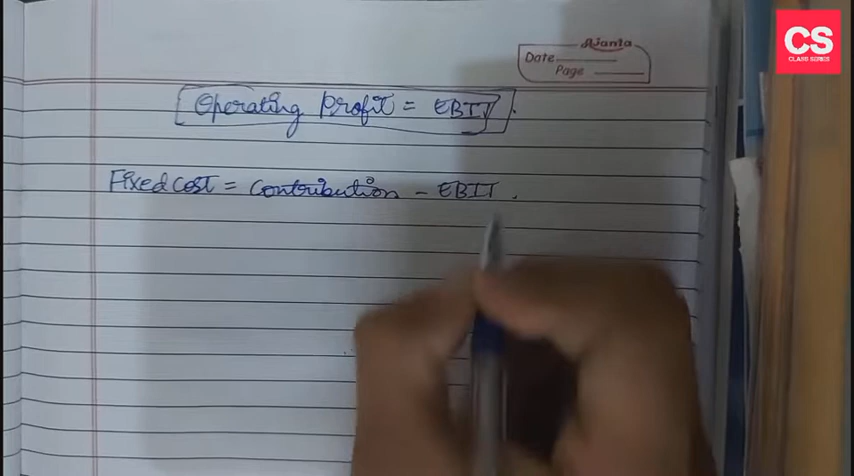 CS
CLASS SERIES
Ajanta
Date
Page
Operating Profit = EBIT.
Fixed cost = Contribution - EBIT.